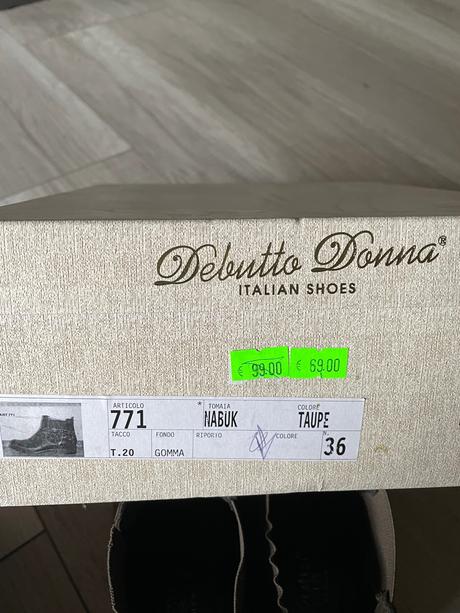 Debutto Donna®
ITALIAN SHOES
€ 99.00 € 69.00
ARTICOLO * TOMAIA COLORE
771 NABUK TAUPE
TACCO FONDO RIPORTO COLORE N.
T.20 GOMMA 36